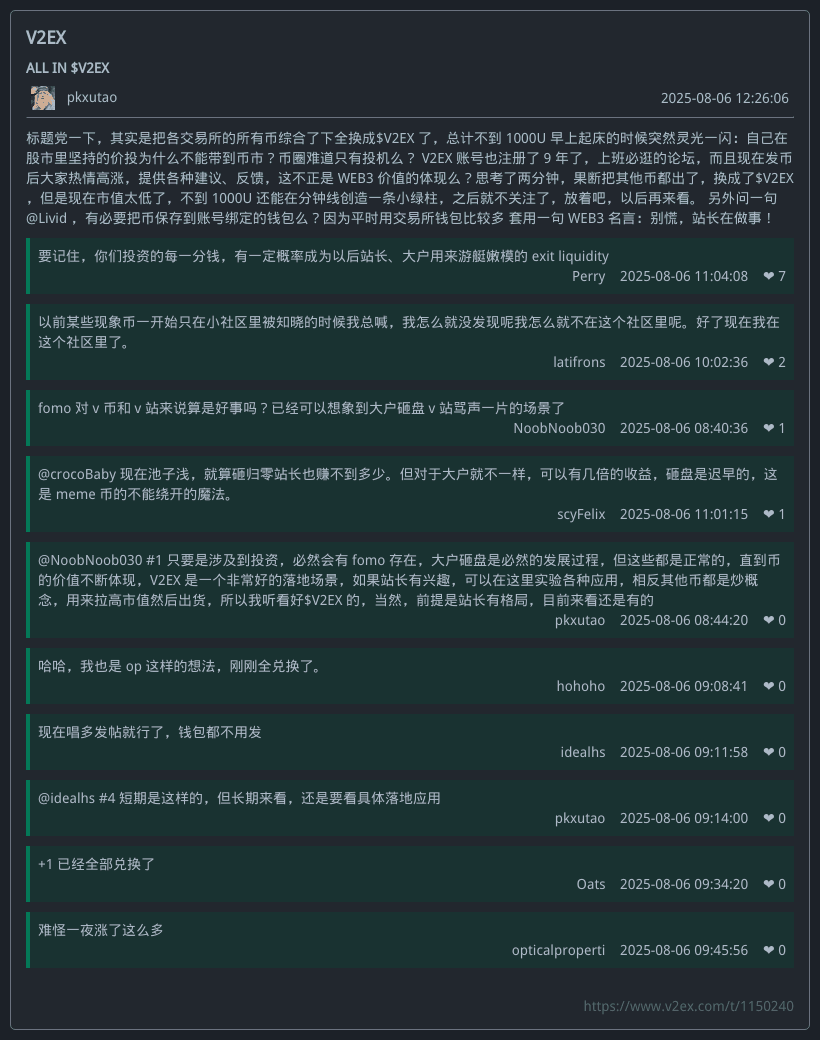 V2EX
ALL IN $V2EX
pkxutao
2025-08-06 12:26:06
标题党一下，其实是把各交易所的所有币综合了下全换成$V2EX 了，总计不到 1000U 早上起床的时候突然灵光一闪：自己在
股市里坚持的价投为什么不能带到币市？币圈难道只有投机么？ V2EX 账号也注册了 9 年了，上班必逛的论坛，而且现在发币
后大家热情高涨，提供各种建议、反馈，这不正是 WEB3 价值的体现么？思考了两分钟，果断把其他币都出了，换成了$V2EX
，但是现在市值太低了，不到 1000U 还能在分钟线创造一条小绿柱，之后就不关注了，放着吧，以后再来看。 另外问一句
@Livid ，有必要把币保存到账号绑定的钱包么？因为平时用交易所钱包比较多 套用一句 WEB3 名言：别慌，站长在做事！
要记住，你们投资的每一分钱，有一定概率成为以后站长、大户用来游艇嫩模的 exit liquidity
Perry 2025-08-06 11:04:08 ❤ 7
以前某些现象币一开始只在小社区里被知晓的时候我总喊，我怎么就没发现呢我怎么就不在这个社区里呢。好了现在我在
这个社区里了。
latifrons 2025-08-06 10:02:36 ❤ 2
fomo 对 v 币和 v 站来说算是好事吗？已经可以想象到大户砸盘 v 站骂声一片的场景了
NoobNoob030 2025-08-06 08:40:36 ❤ 1
@crocoBaby 现在池子浅，就算砸归零站长也赚不到多少。但对于大户就不一样，可以有几倍的收益，砸盘是迟早的，这
是 meme 币的不能绕开的魔法。
scyFelix 2025-08-06 11:01:15 ❤ 1
@NoobNoob030 #1 只要是涉及到投资，必然会有 fomo 存在，大户砸盘是必然的发展过程，但这些都是正常的，直到币
的价值不断体现，V2EX 是一个非常好的落地场景，如果站长有兴趣，可以在这里实验各种应用，相反其他币都是炒概
念，用来拉高市值然后出货，所以我听看好$V2EX 的，当然，前提是站长有格局，目前来看还是有的
pkxutao 2025-08-06 08:44:20 ❤ 0
哈哈，我也是 op 这样的想法，刚刚全兑换了。
hohoho 2025-08-06 09:08:41 ❤ 0
现在唱多发帖就行了，钱包都不用发
idealhs 2025-08-06 09:11:58 ❤ 0
@idealhs #4 短期是这样的，但长期来看，还是要看具体落地应用
pkxutao 2025-08-06 09:14:00 ❤ 0
+1 已经全部兑换了
Oats 2025-08-06 09:34:20 ❤ 0
难怪一夜涨了这么多
opticalproperti 2025-08-06 09:45:56 ❤ 0
https://www.v2ex.com/t/1150240